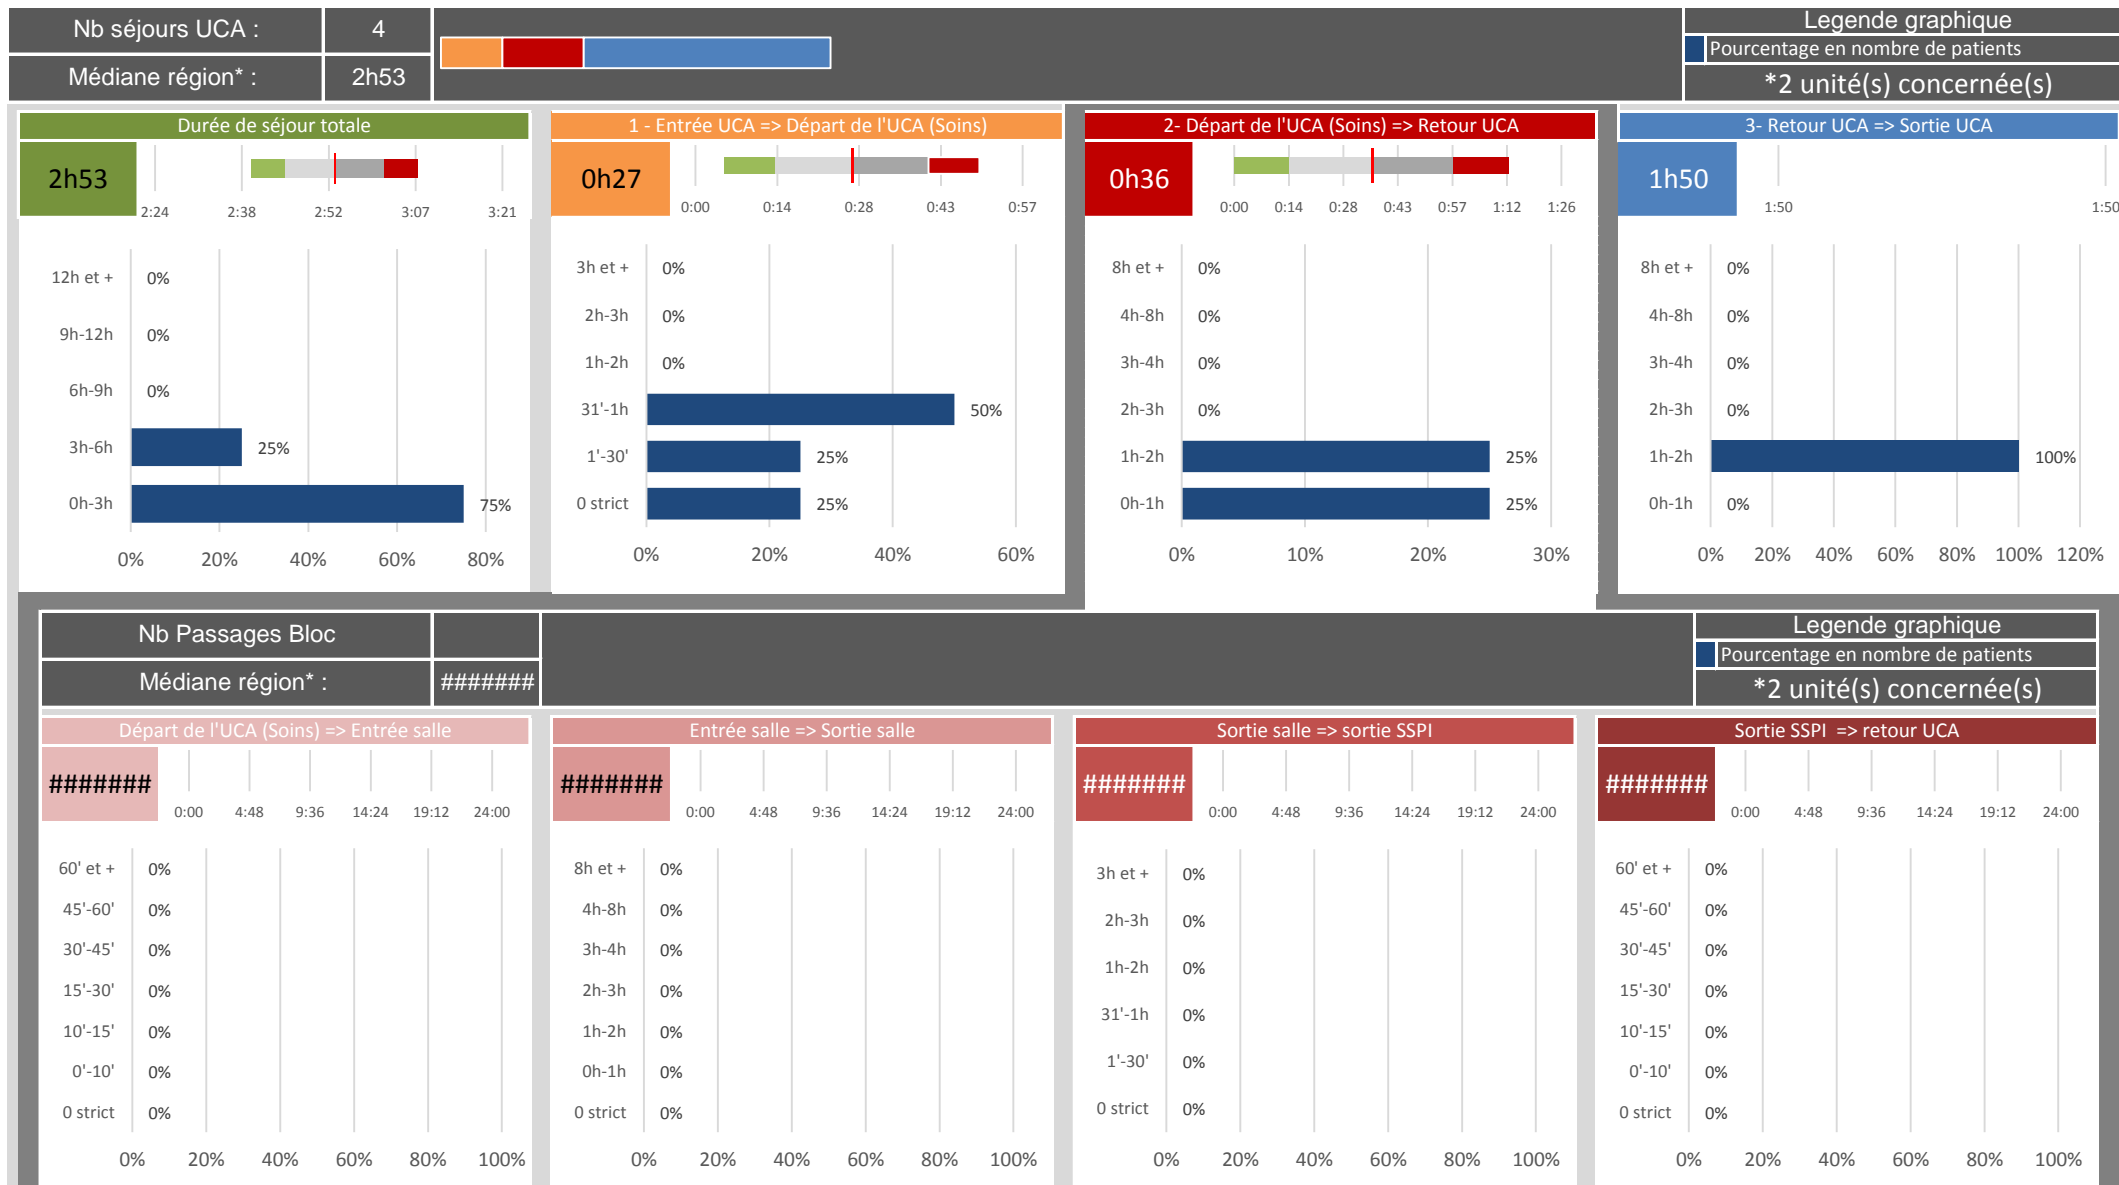 Nb séjours UCA : 4
Médiane région* : 2h53
Legende graphique
Pourcentage en nombre de patients
*2 unité(s) concernée(s)
Durée de séjour totale
2h53
2:24 2:38 2:52 3:07 3:21
12h et + 0%
9h-12h 0%
6h-9h 0%
3h-6h 25%
0h-3h 75%
0% 20% 40% 60% 80%
1 - Entrée UCA => Départ de l'UCA (Soins)
0h27
0:00 0:14 0:28 0:43 0:57
3h et + 0%
2h-3h 0%
1h-2h 0%
31'-1h 50%
1'-30' 25%
0 strict 25%
0% 20% 40% 60%
2- Départ de l'UCA (Soins) => Retour UCA
0h36
0:00 0:14 0:28 0:43 0:57 1:12 1:26
8h et + 0%
4h-8h 0%
3h-4h 0%
2h-3h 0%
1h-2h 25%
0h-1h 25%
0% 10% 20% 30%
3- Retour UCA => Sortie UCA
1h50
1:50 1:50
8h et + 0%
4h-8h 0%
3h-4h 0%
2h-3h 0%
1h-2h 100%
0h-1h 0%
0% 20% 40% 60% 80% 100% 120%
Nb Passages Bloc
Médiane région* : #######
Legende graphique
Pourcentage en nombre de patients
*2 unité(s) concernée(s)
Départ de l'UCA (Soins) => Entrée salle
#######
0:00 4:48 9:36 14:24 19:12 24:00
60' et + 0%
45'-60' 0%
30'-45' 0%
15'-30' 0%
10'-15' 0%
0'-10' 0%
0 strict 0%
0% 20% 40% 60% 80% 100%
Entrée salle => Sortie salle
#######
0:00 4:48 9:36 14:24 19:12 24:00
8h et + 0%
4h-8h 0%
3h-4h 0%
2h-3h 0%
1h-2h 0%
0h-1h 0%
0 strict 0%
0% 20% 40% 60% 80% 100%
Sortie salle => sortie SSPI
#######
0:00 4:48 9:36 14:24 19:12 24:00
3h et + 0%
2h-3h 0%
1h-2h 0%
31'-1h 0%
1'-30' 0%
0 strict 0%
0% 20% 40% 60% 80% 100%
Sortie SSPI => retour UCA
#######
0:00 4:48 9:36 14:24 19:12 24:00
60' et + 0%
45'-60' 0%
30'-45' 0%
15'-30' 0%
10'-15' 0%
0'-10' 0%
0 strict 0%
0% 20% 40% 60% 80% 100%